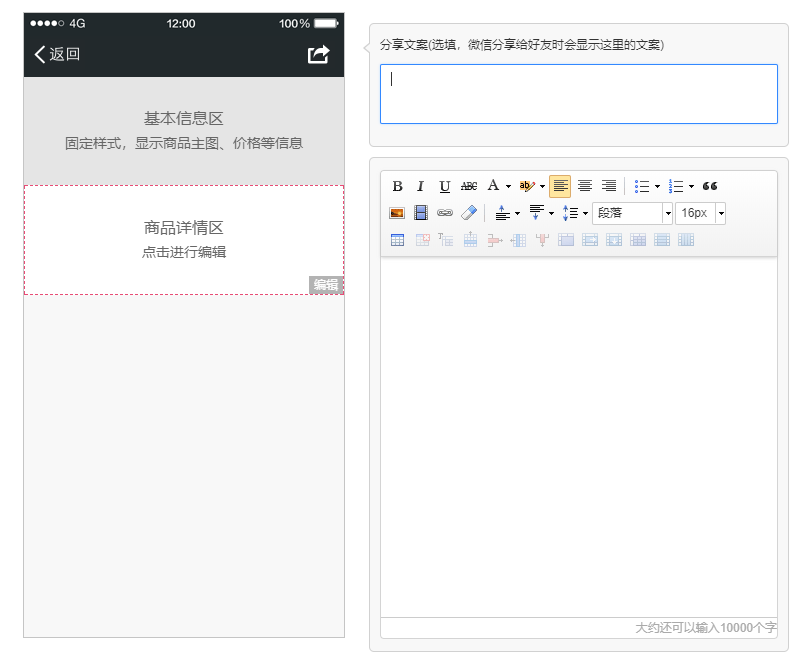 4G 12:00 100%
返回
基本信息区
固定样式，显示商品主图、价格等信息
商品详情区
点击进行编辑
编辑
分享文案(选填，微信分享给好友时会显示这里的文案)
B I U ABC A ab
段落 16px
大约还可以输入10000个字